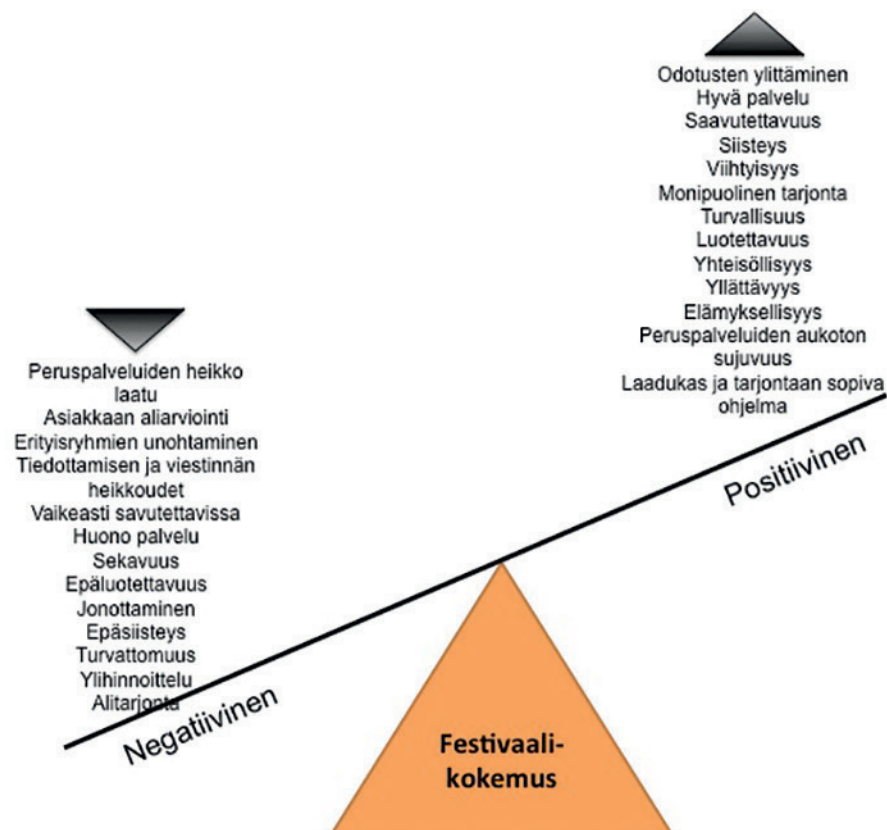 Odotusten ylittäminen
Hyvä palvelu
Saavutettavuus
Siisteys
Viihtyisyys
Monipuolinen tarjonta
Turvallisuus
Luotettavuus
Yhteisöllisyys
Yllättävyys
Elämyksellisyys
Peruspalveluiden aukoton
sujuvuus
Laadukas ja tarjontaan sopiva
ohjelma
Peruspalveluiden heikko
laatu
Asiakkaan aliarviointi
Erityisryhmien unohtaminen
Tiedottamisen ja viestinnän
heikkoudet
Vaikeasti savutettavissa
Huono palvelu
Sekavuus
Epäluotettavuus
Jonottaminen
Epäsiisteys
Turvattomuus
Ylihinnoittelu
Alitarjonta
Positiivinen
Negatiivinen
Festivaali-
kokemus